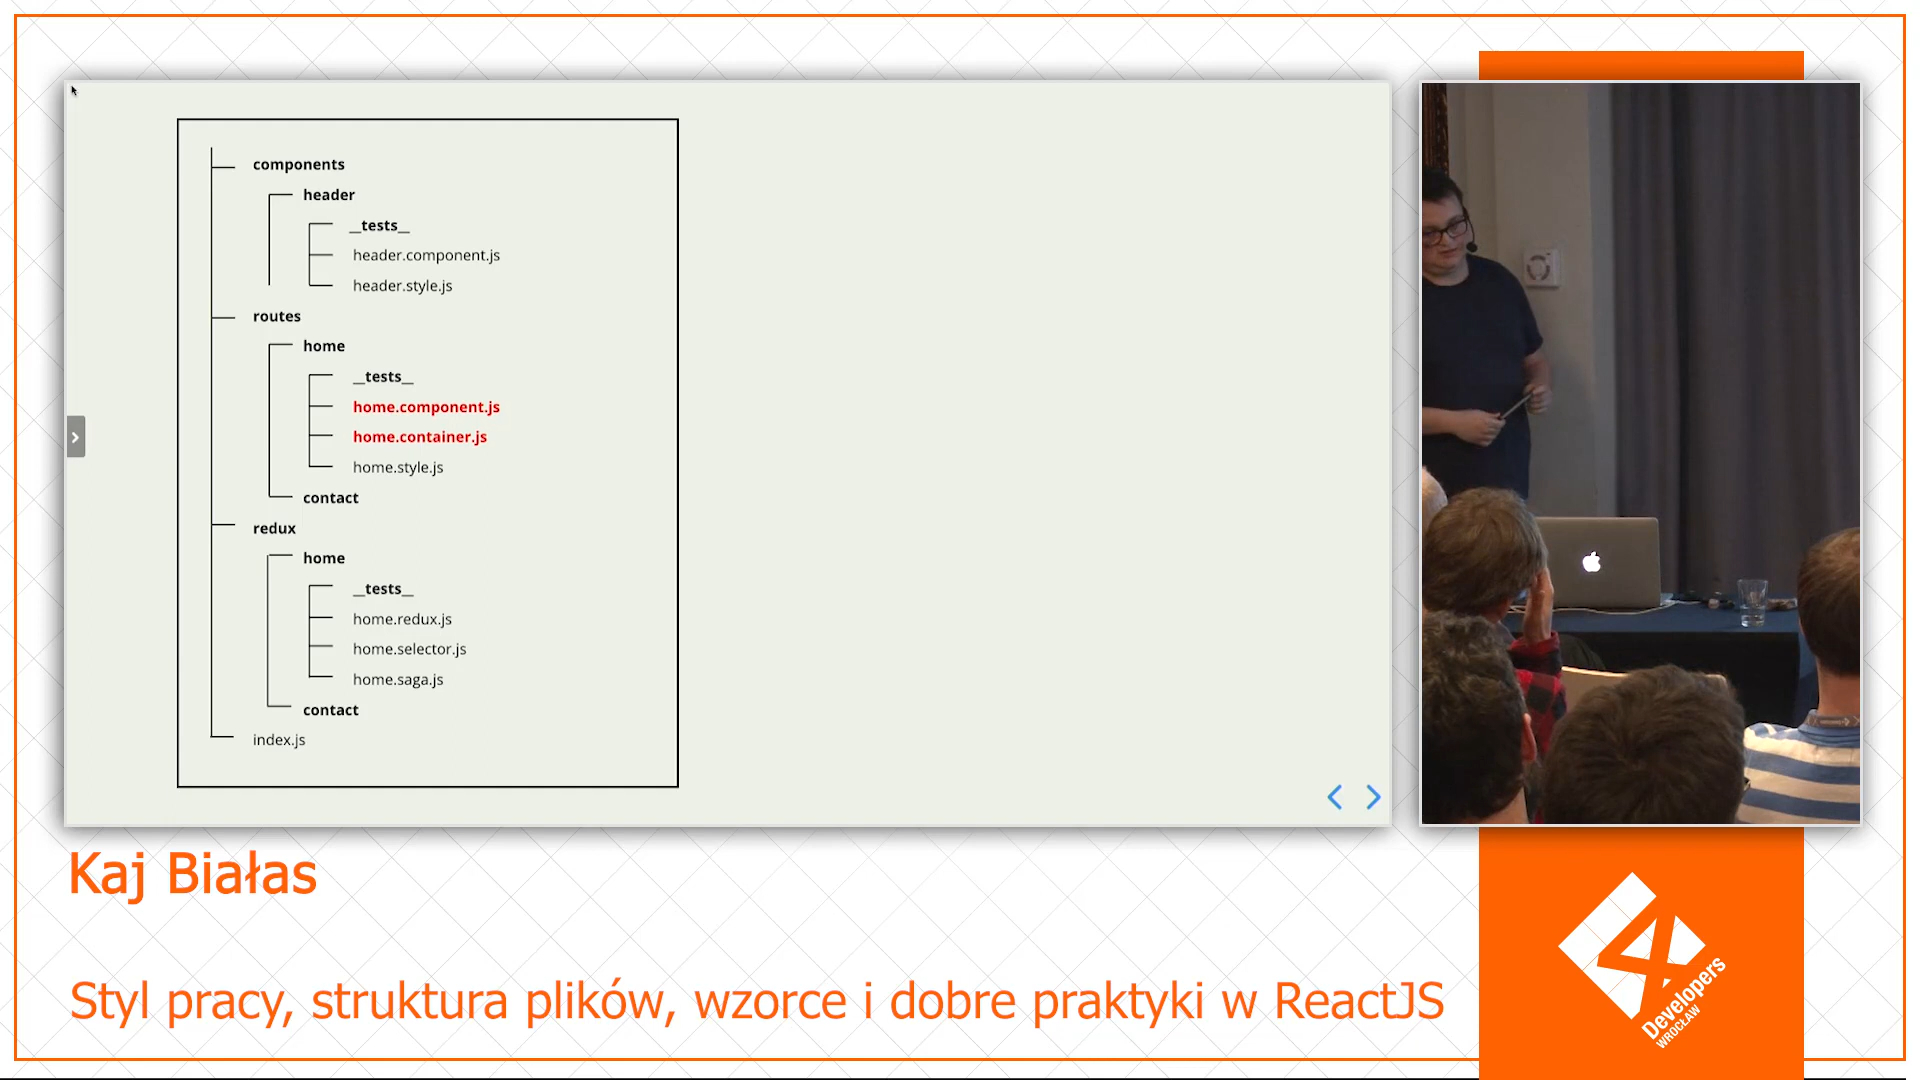 components
header
__tests__
header.component.js
header.style.js
routes
home
__tests__
home.component.js
home.container.js
home.style.js
contact
redux
home
__tests__
home.redux.js
home.selector.js
home.saga.js
contact
index.js
Kaj Białas
Styl pracy, struktura plików, wzorce i dobre praktyki w ReactJS
4
Developers
WROCŁAW